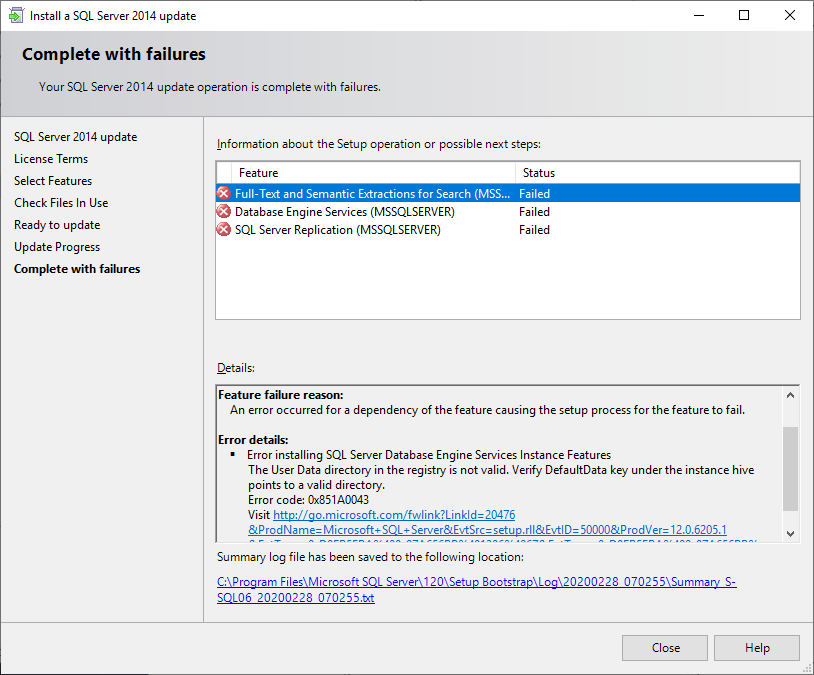 Install a SQL Server 2014 update
Complete with failures
Your SQL Server 2014 update operation is complete with failures.
SQL Server 2014 update
License Terms
Select Features
Check Files In Use
Ready to update
Update Progress
Complete with failures
Information about the Setup operation or possible next steps:
Feature Status
Full-Text and Semantic Extractions for Search (MSS... Failed
Database Engine Services (MSSQLSERVER) Failed
SQL Server Replication (MSSQLSERVER) Failed
Details:
Feature failure reason:
An error occurred for a dependency of the feature causing the setup process for the feature to fail.
Error details:
▪ Error installing SQL Server Database Engine Services Instance Features
The User Data directory in the registry is not valid. Verify DefaultData key under the instance hive
points to a valid directory.
Error code: 0x851A0043
Visit http://go.microsoft.com/fwlink?LinkId=20476
&ProdName=Microsoft+SQL+Server&EvtSrc=setup.rll&EvtID=50000&ProdVer=12.0.6205.1
Summary log file has been saved to the following location:
C:\Program Files\Microsoft SQL Server\120\Setup Bootstrap\Log\20200228_070255\Summary_S-
SQL06_20200228_070255.txt
Close
Help